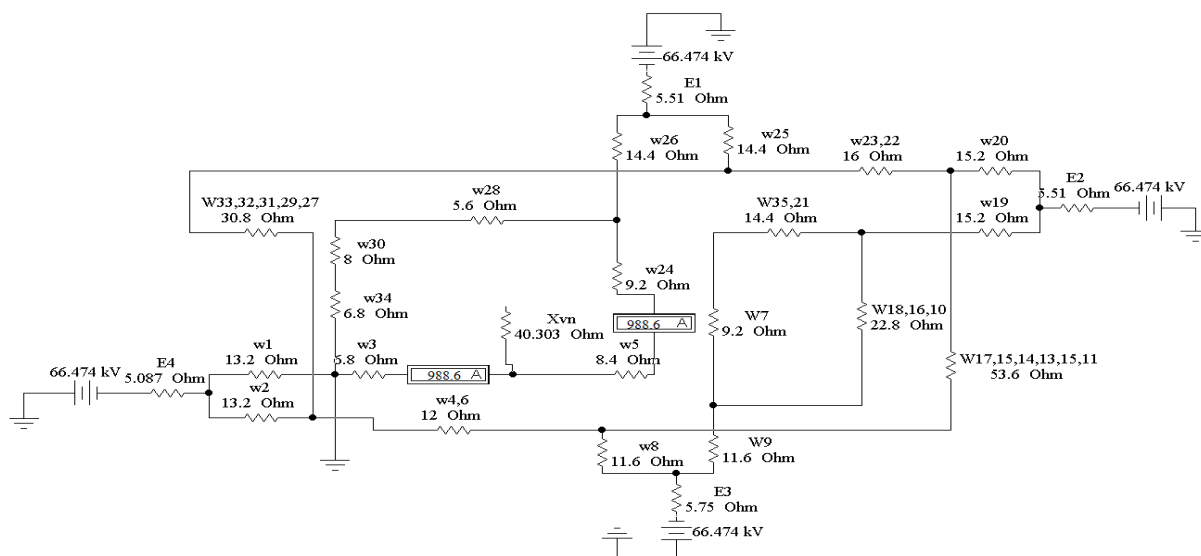 66.474 kV
E1
5.51 Ohm
w26
14.4 Ohm
w25
14.4 Ohm
w23,22
16 Ohm
w20
15.2 Ohm
E2
5.51 Ohm
66.474 kV
w28
5.6 Ohm
W33,32,31,29,27
30.8 Ohm
W35,21
14.4 Ohm
w19
15.2 Ohm
w30
8 Ohm
w24
9.2 Ohm
w34
6.8 Ohm
Xvn
40.303 Ohm
988.6 A
W7
9.2 Ohm
W18,16,10
22.8 Ohm
W17,15,14,13,15,11
53.6 Ohm
w1
13.2 Ohm
w3
5.8 Ohm
988.6 A
w5
8.4 Ohm
E4
5.087 Ohm
66.474 kV
w2
13.2 Ohm
w4,6
12 Ohm
w8
11.6 Ohm
W9
11.6 Ohm
E3
5.75 Ohm
66.474 kV